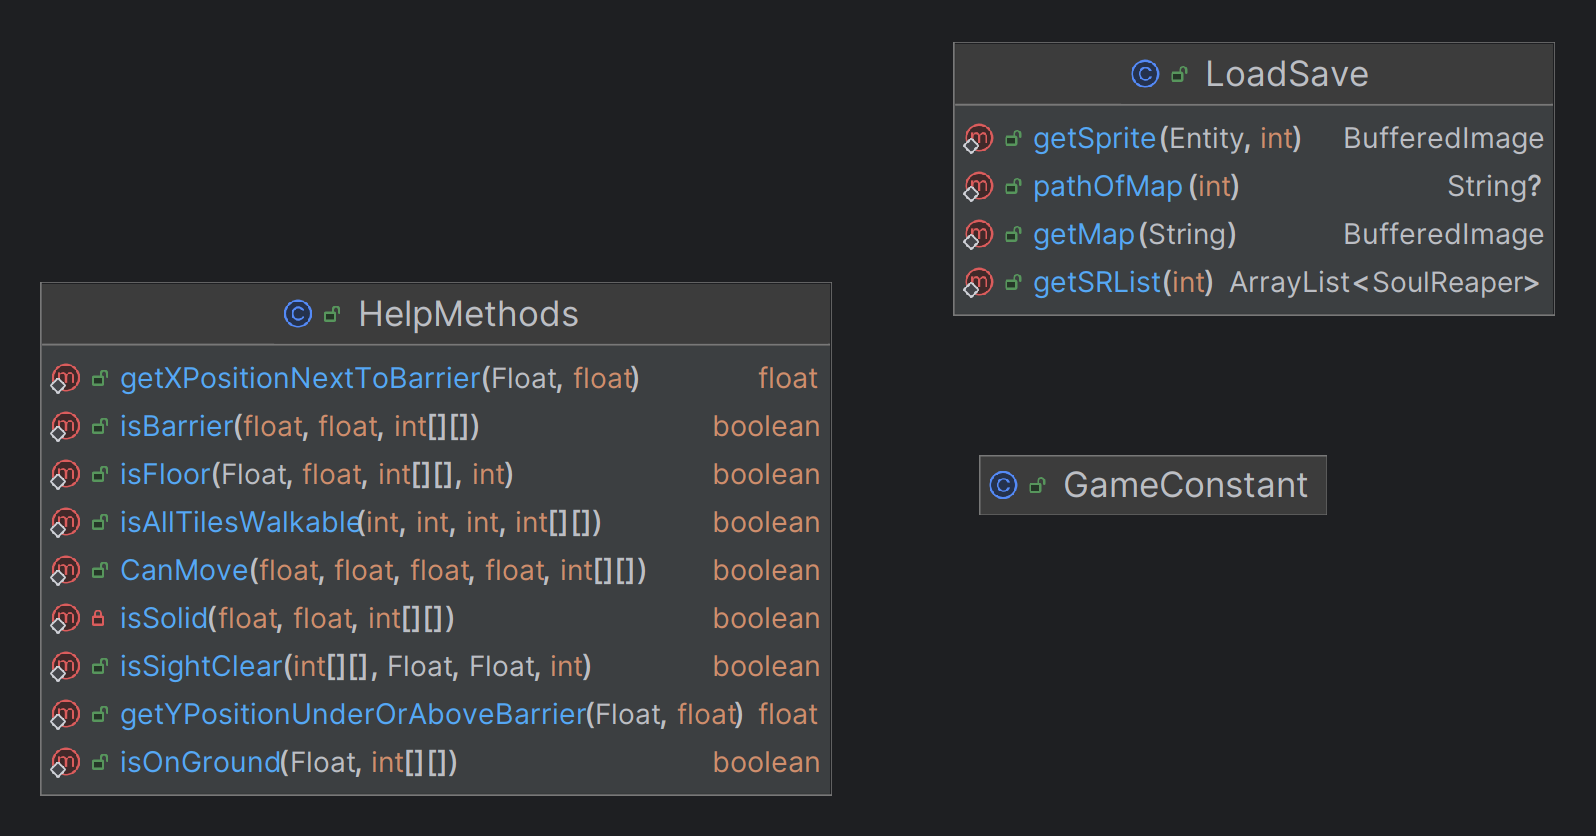 LoadSave
getSprite(Entity, int) BufferedImage
pathOfMap(int) String?
getMap(String) BufferedImage
getSRList(int) ArrayList<SoulReaper>
HelpMethods
getXPositionNextToBarrier(Float, float) float
isBarrier(float, float, int[][]) boolean
isFloor(Float, float, int[][], int) boolean
isAllTilesWalkable(int, int, int, int[][]) boolean
CanMove(float, float, float, float, int[][]) boolean
isSolid(float, float, int[][]) boolean
isSightClear(int[][], Float, Float, int) boolean
getYPositionUnderOrAboveBarrier(Float, float) float
isOnGround(Float, int[][]) boolean
GameConstant